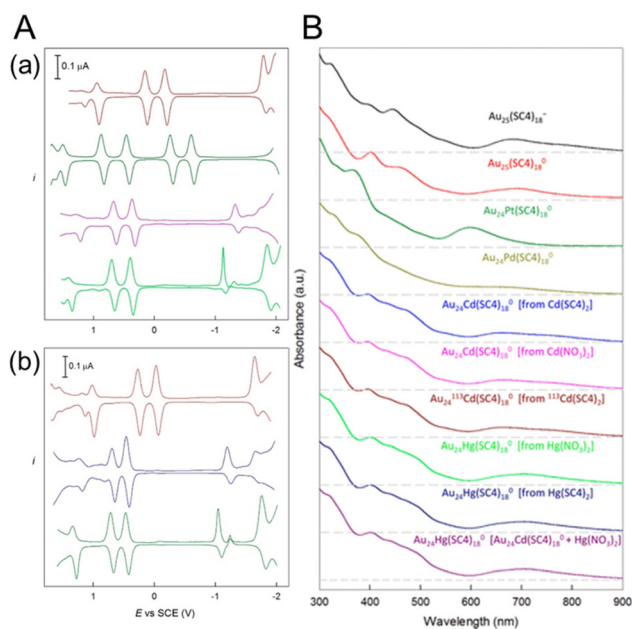 A
(a)
0.1 µA
i
1 0 -1 -2
(b)
0.1 µA
i
1 0 -1 -2
E vs SCE (V)
B
Absorbance (a.u.)
Au₂₅(SC4)₁₈⁻
Au₂₅(SC4)₁₈⁰
Au₂₄Pt(SC4)₁₈⁰
Au₂₄Pd(SC4)₁₈⁰
Au₂₄Cd(SC4)₁₈⁰ [from Cd(SC4)₂]
Au₂₄Cd(SC4)₁₈⁰ [from Cd(NO₃)₂]
Au₂₄¹¹³Cd(SC4)₁₈⁰ [from ¹¹³Cd(SC4)₂]
Au₂₄Hg(SC4)₁₈⁰ [from Hg(NO₃)₂]
Au₂₄Hg(SC4)₁₈⁰ [from Hg(SC4)₂]
Au₂₄Hg(SC4)₁₈⁰ [Au₂₄Cd(SC4)₁₈⁰ + Hg(NO₃)₂]
300 400 500 600 700 800 900
Wavelength (nm)